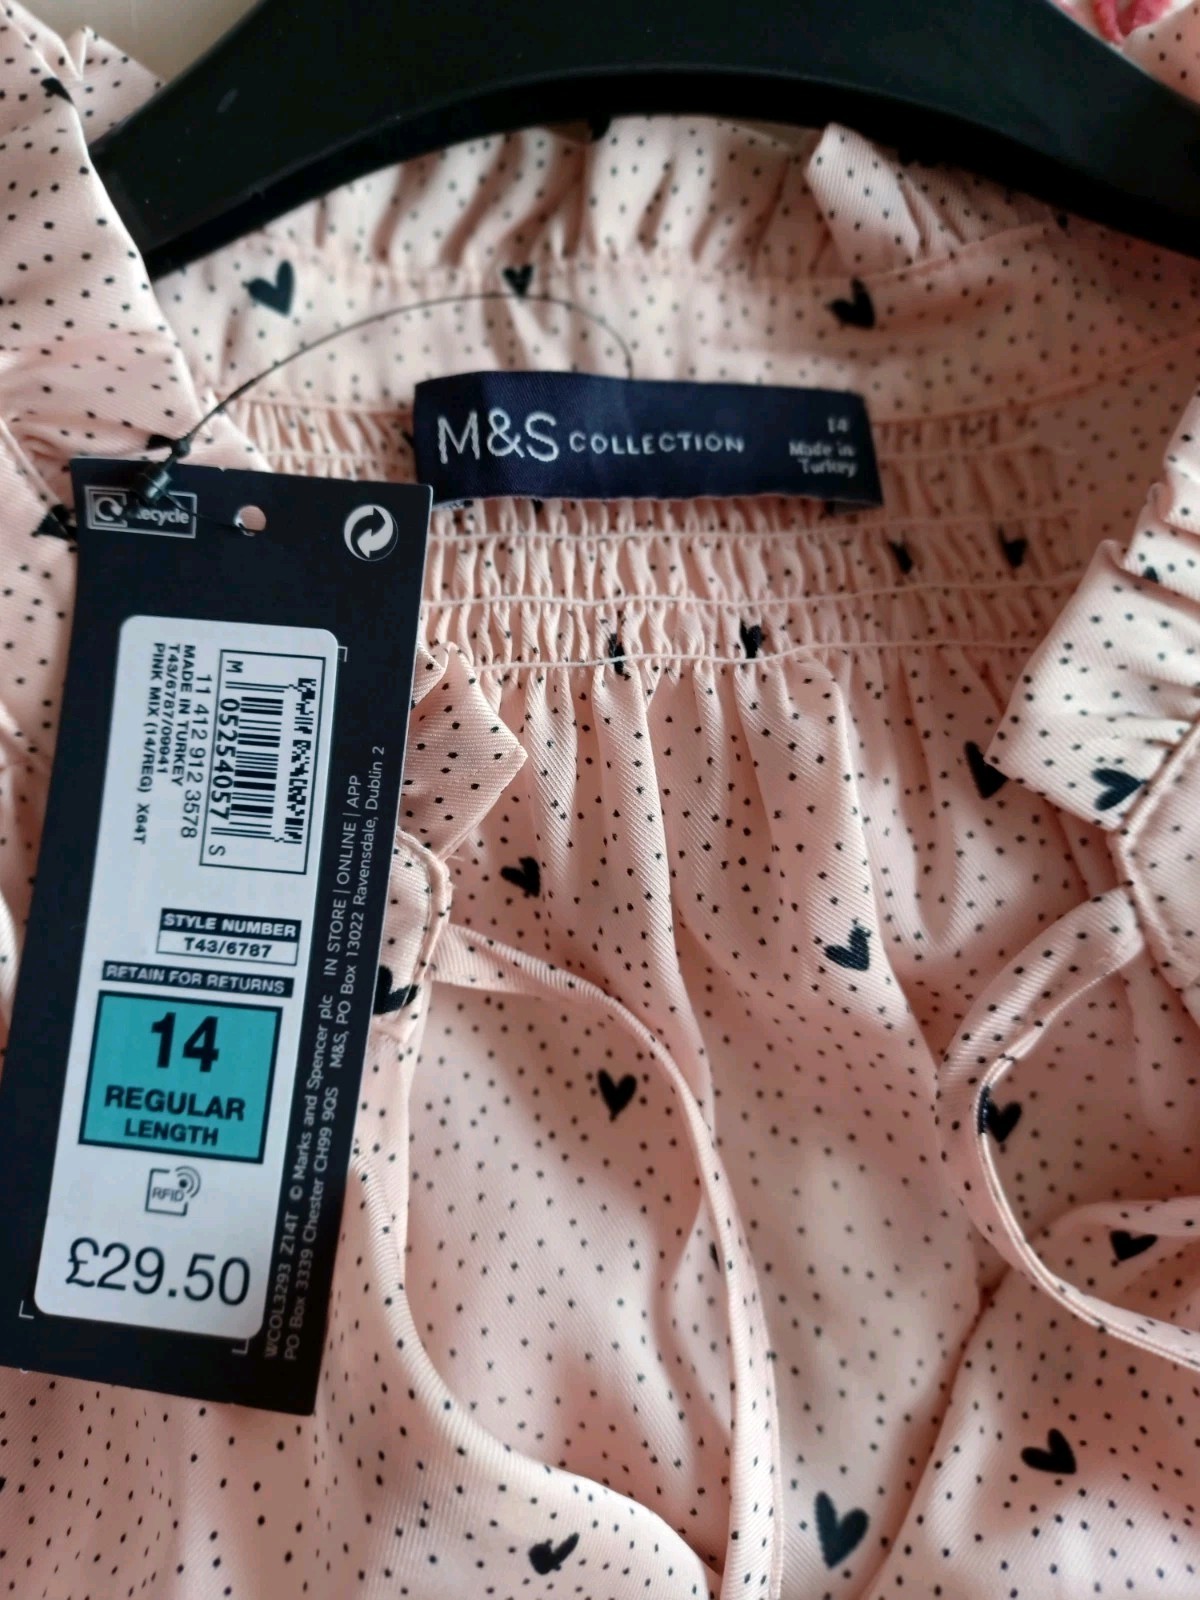 M&S COLLECTION
14
Made in
Turkey
Recycle
M 05254057 S
11 412 912 3578
MADE IN TURKEY
T43/6787/09941
PINK MIX (14/REG) X64T
STYLE NUMBER
T43/6787
RETAIN FOR RETURNS
14
REGULAR
LENGTH
RFID
£29.50
WCOL3293 Z14T © Marks and Spencer plc IN STORE | ONLINE | APP
PO Box 3339 Chester CH99 9QS M&S, PO Box 13022 Ravensdale, Dublin 2